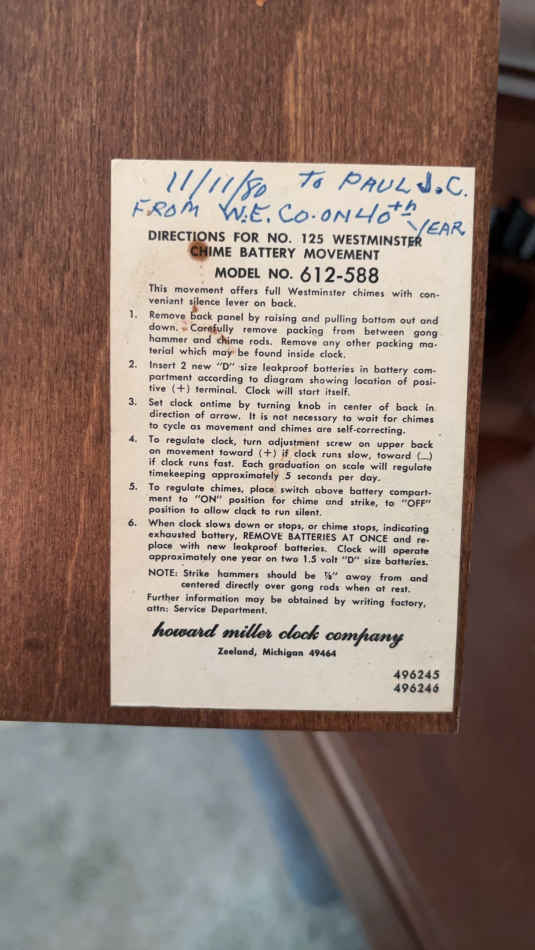 11/11/80 TO PAUL J.C.
FROM W.E. CO. ON 40th YEAR
DIRECTIONS FOR NO. 125 WESTMINSTER
CHIME BATTERY MOVEMENT
MODEL NO. 612-588
This movement offers full Westminster chimes with con-
venient silence lever on back.
1. Remove back panel by raising and pulling bottom out and
down. Carefully remove packing from between gong
hammer and chime rods. Remove any other packing ma-
terial which may be found inside clock.
2. Insert 2 new "D" size leakproof batteries in battery com-
partment according to diagram showing location of posi-
tive (+) terminal. Clock will start itself.
3. Set clock ontime by turning knob in center of back in
direction of arrow. It is not necessary to wait for chimes
to cycle as movement and chimes are self-correcting.
4. To regulate clock, turn adjustment screw on upper back
on movement toward (+) if clock runs slow, toward (—)
if clock runs fast. Each graduation on scale will regulate
timekeeping approximately 5 seconds per day.
5. To regulate chimes, place switch above battery compart-
ment to "ON" position for chime and strike, to "OFF"
position to allow clock to run silent.
6. When clock slows down or stops, or chime stops, indicating
exhausted battery, REMOVE BATTERIES AT ONCE and re-
place with new leakproof batteries. Clock will operate
approximately one year on two 1.5 volt "D" size batteries.
NOTE: Strike hammers should be ⅛" away from and
centered directly over gong rods when at rest.
Further information may be obtained by writing factory,
attn: Service Department.
howard miller clock company
Zeeland, Michigan 49464
496245
496246